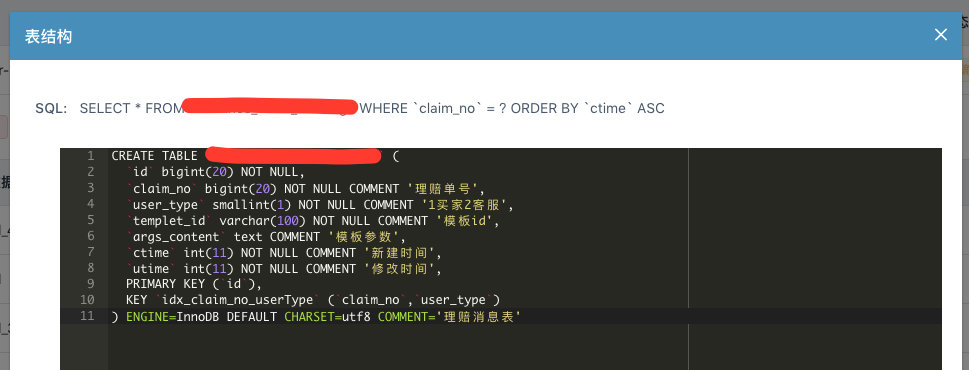 表结构
SQL: SELECT * FROM WHERE `claim_no` = ? ORDER BY `ctime` ASC
1 CREATE TABLE (
2 `id` bigint(20) NOT NULL,
3 `claim_no` bigint(20) NOT NULL COMMENT '理赔单号',
4 `user_type` smallint(1) NOT NULL COMMENT '1买家2客服',
5 `templet_id` varchar(100) NOT NULL COMMENT '模板id',
6 `args_content` text COMMENT '模板参数',
7 `ctime` int(11) NOT NULL COMMENT '新建时间',
8 `utime` int(11) NOT NULL COMMENT '修改时间',
9 PRIMARY KEY (`id`),
10 KEY `idx_claim_no_userType` (`claim_no`,`user_type`)
11 ) ENGINE=InnoDB DEFAULT CHARSET=utf8 COMMENT='理赔消息表'